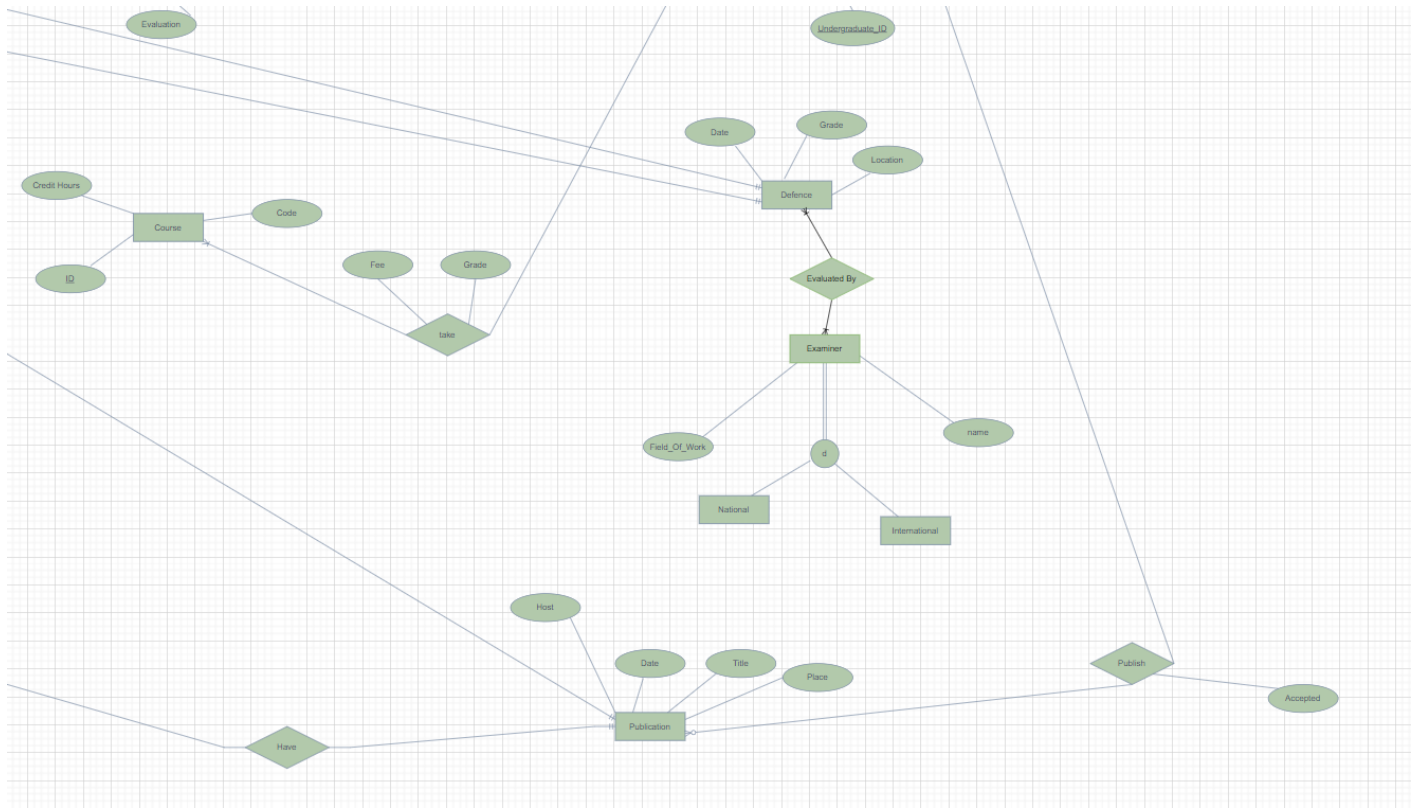 Evaluation
Undergraduate_ID
Date
Grade
Location
Credit Hours
Defence
Code
Course
ID
Fee
Grade
Evaluated By
take
Examiner
name
Field_Of_Work
d
National
International
Host
Date
Title
Publish
Place
Accepted
Publication
Have